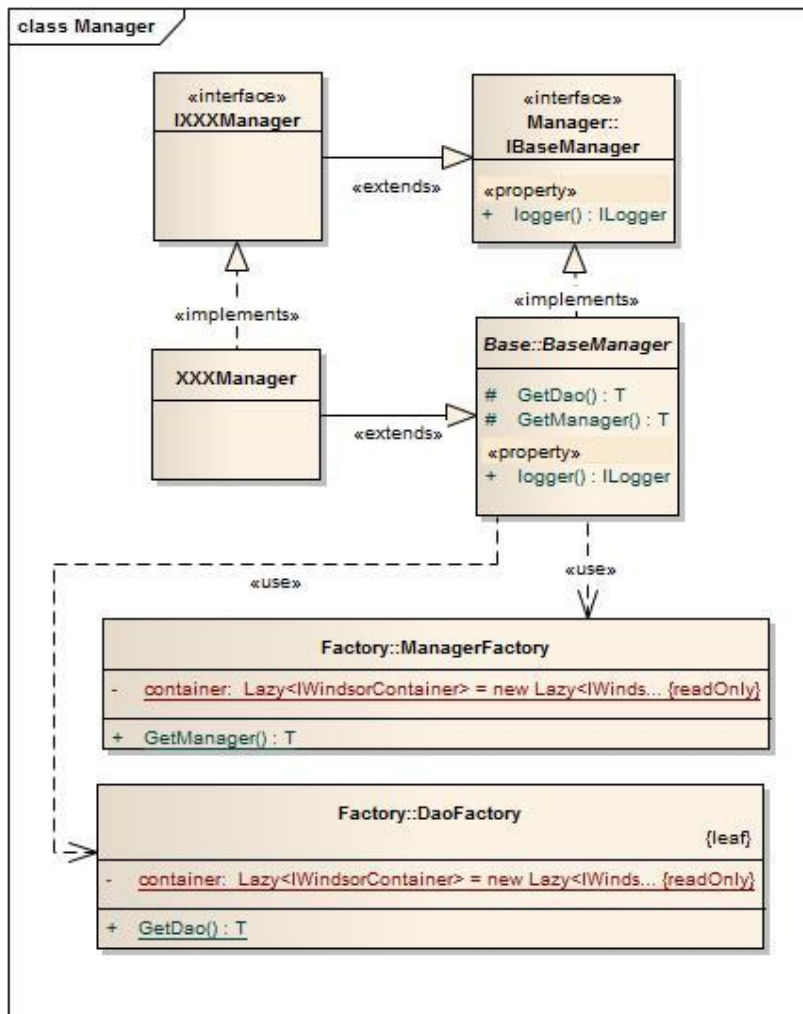 class Manager
«interface»
IXXXManager
«interface»
Manager::
IBaseManager
«property»
+ logger() : ILogger
«extends»
«implements»
«implements»
XXXManager
Base::BaseManager
# GetDao() : T
# GetManager() : T
«property»
+ logger() : ILogger
«extends»
«use»
«use»
Factory::ManagerFactory
- container: Lazy<IWindsorContainer> = new Lazy<IWinds... {readOnly}
+ GetManager() : T
Factory::DaoFactory
{leaf}
- container: Lazy<IWindsorContainer> = new Lazy<IWinds... {readOnly}
+ GetDao() : T